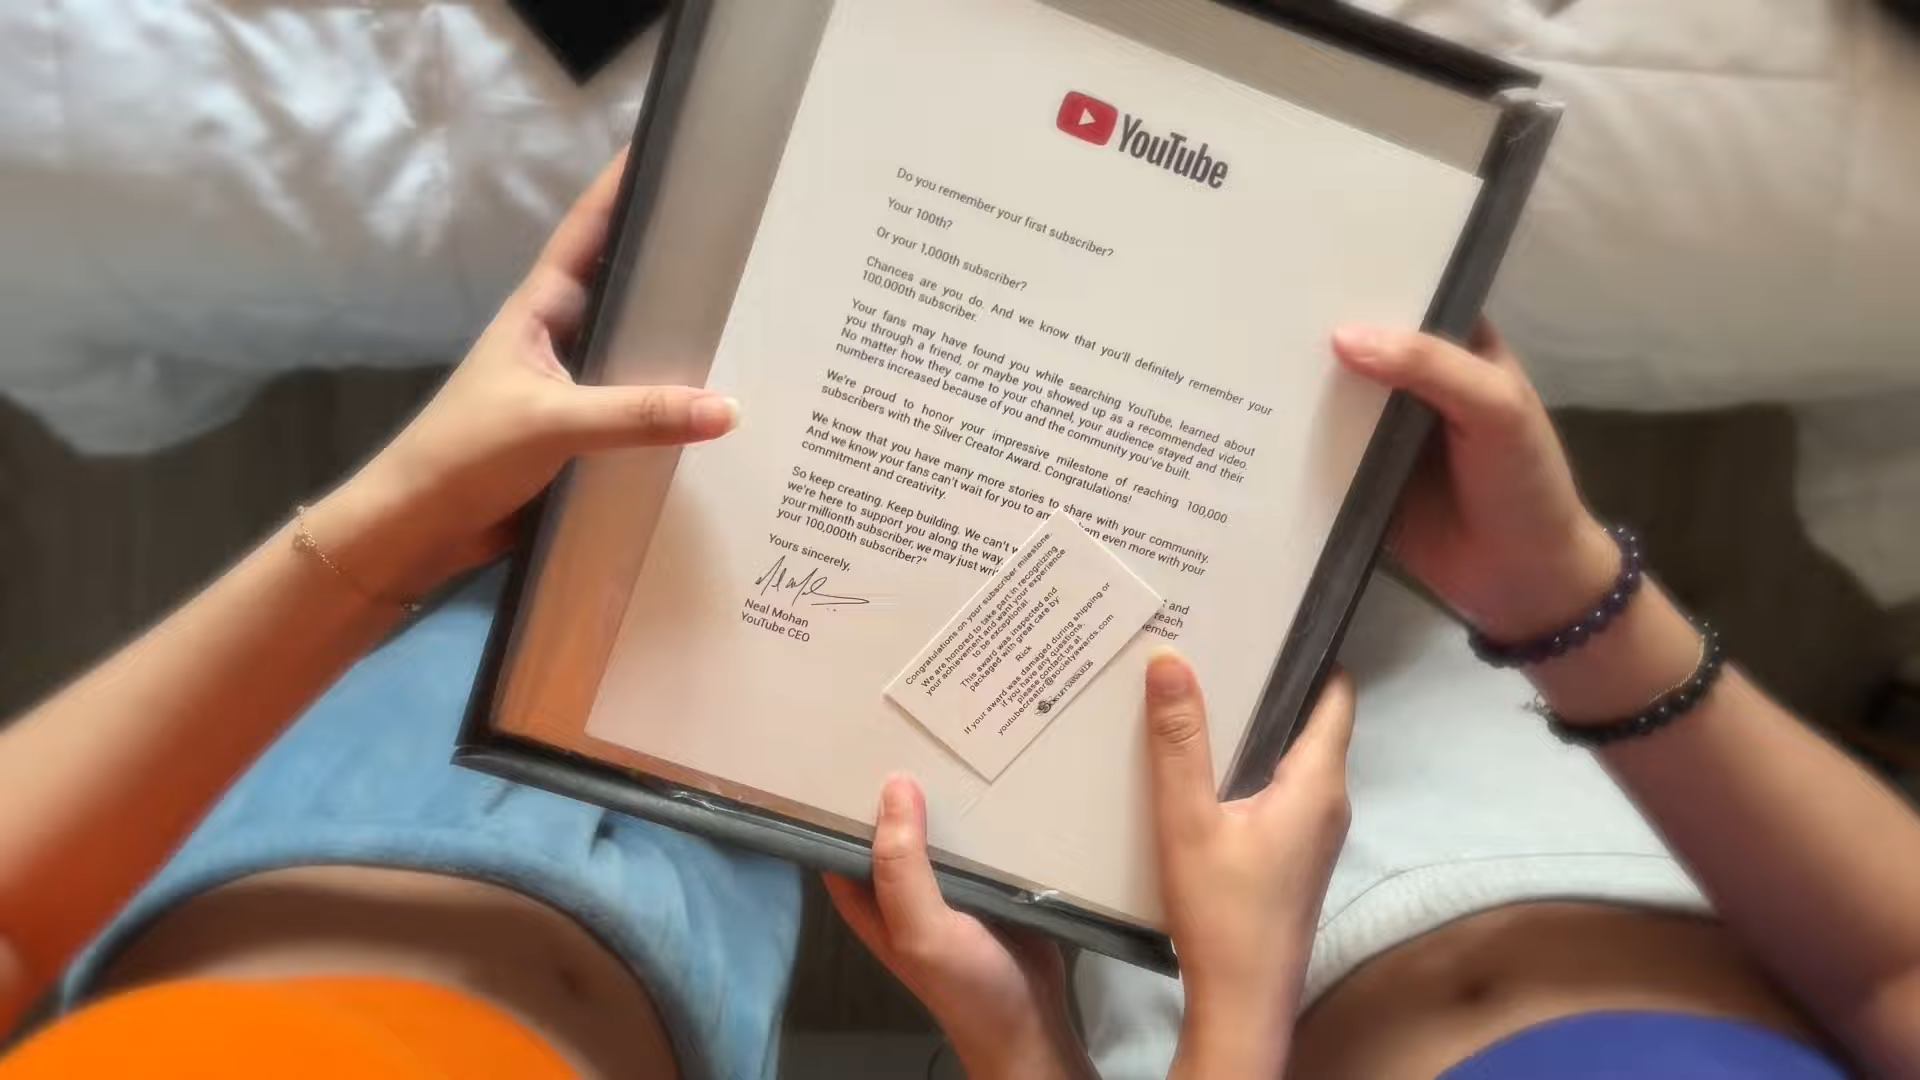 YouTube
Do you remember your first subscriber?
Your 100th?
Or your 1,000th subscriber?
Chances are you do. And we know that you'll definitely remember your
100,000th subscriber.
Your fans may have found you while searching YouTube, learned about
you through a friend, or maybe you showed up as a recommended video.
No matter how they came to your channel, your audience stayed and their
numbers increased because of you and the community you've built.
We're proud to honor your impressive milestone of reaching 100,000
subscribers with the Silver Creator Award. Congratulations!
We know that you have many more stories to share with your community.
And we know your fans can't wait for you to even more with your
commitment and creativity.
So keep creating. Keep building. We can't and
we're here to support you along the way. reach
your millionth subscriber, we may just
your 100,000th subscriber?"
Yours sincerely,
Neal Mohan
YouTube CEO
Congratulations on your subscriber milestone.
We are honored to take part in recognizing
your achievement and want your experience
to be exceptional.
This award was inspected and
packaged with great care by:
Rick
If your award was damaged during shipping or
if you have any questions,
please contact us at
youtubecreator@societyawards.com